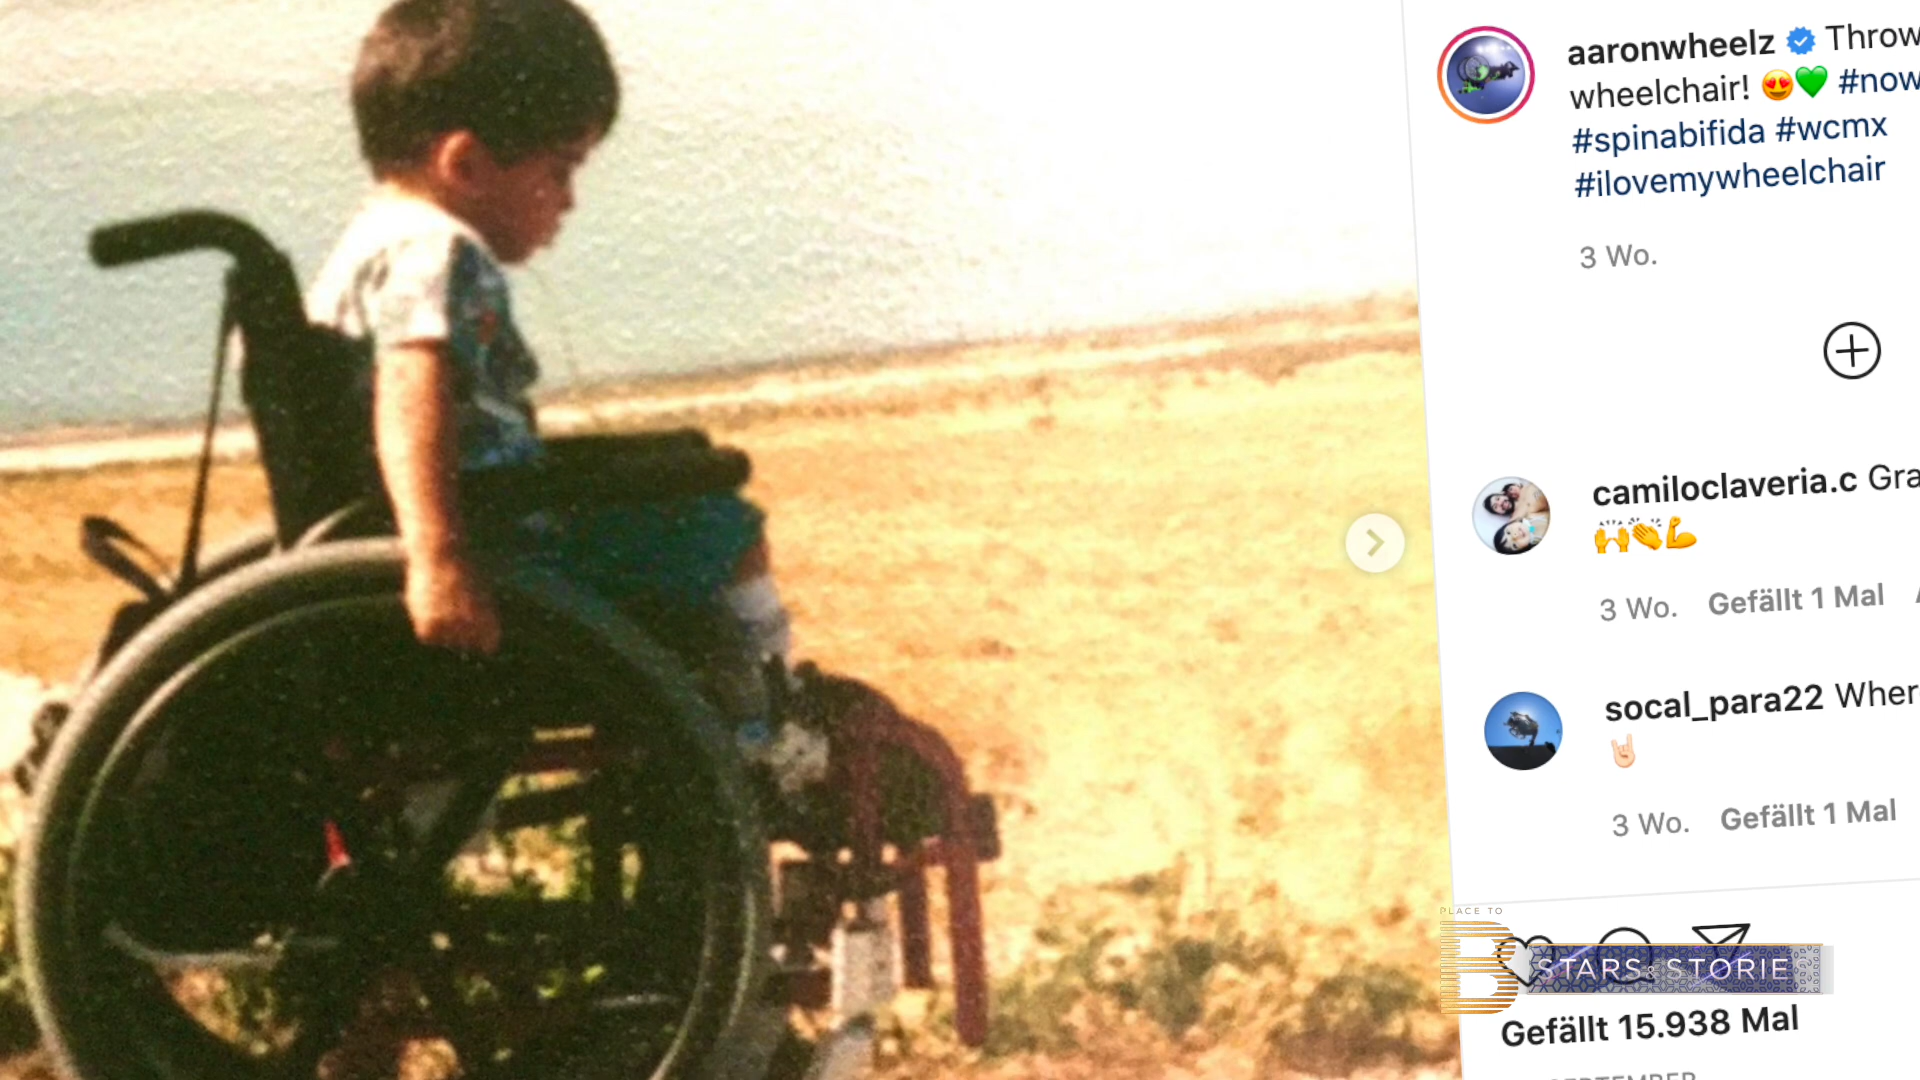 aaronwheelz Throw
wheelchair! 😍💚 #now
#spinabifida #wcmx
#ilovemywheelchair
3 Wo.
camiloclaveria.c Gra
🙌👏💪
3 Wo. Gefällt 1 Mal
socal_para22 Wher
🤘🏻
3 Wo. Gefällt 1 Mal
PLACE TO
B
STARS & STORIE
Gefällt 15.938 Mal
SEPTEMBER